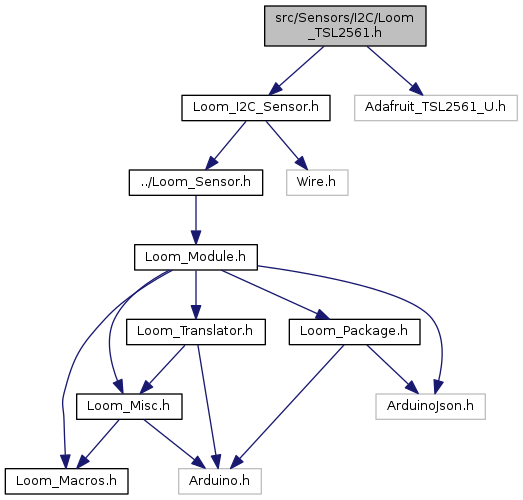 src/Sensors/I2C/Loom
_TSL2561.h
Loom_I2C_Sensor.h
Adafruit_TSL2561_U.h
../Loom_Sensor.h
Wire.h
Loom_Module.h
Loom_Translator.h
Loom_Package.h
Loom_Misc.h
ArduinoJson.h
Loom_Macros.h
Arduino.h